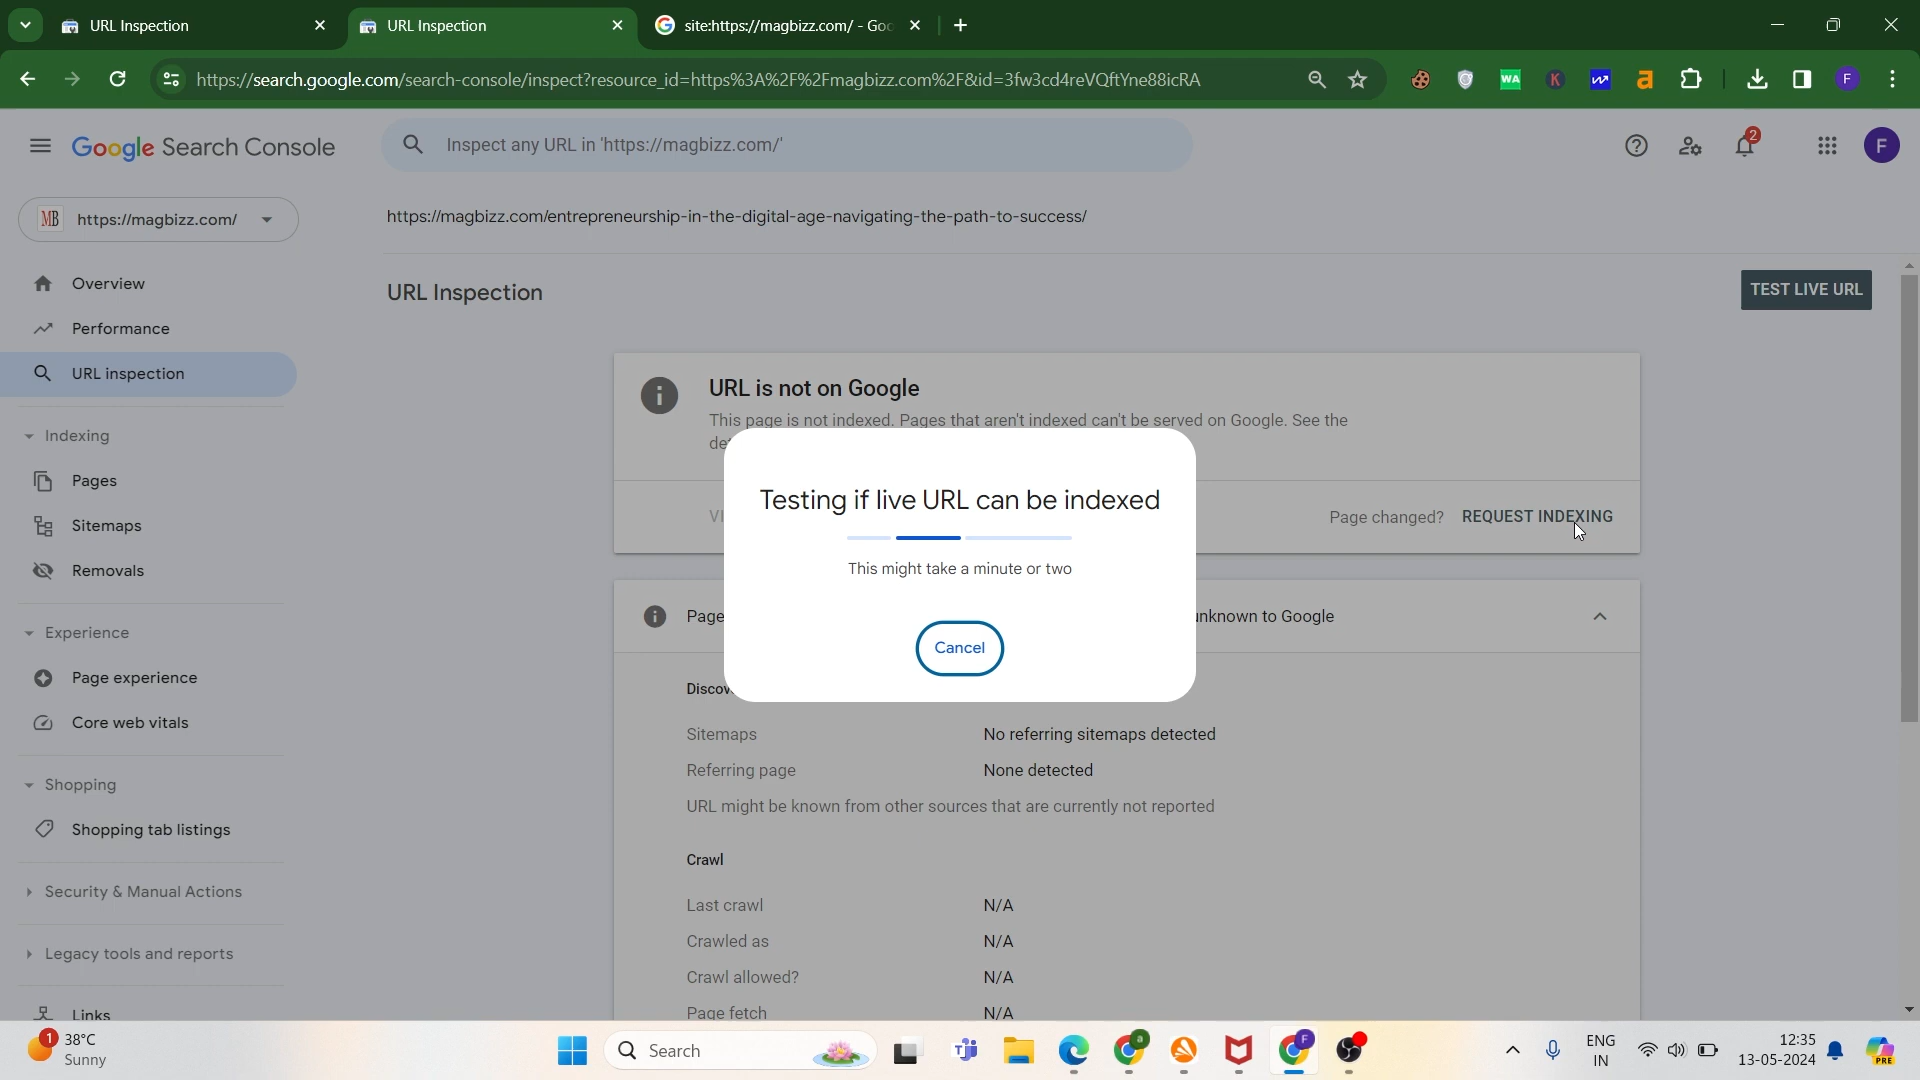 URL Inspection
URL Inspection
site:https://magbizz.com/ - Goo
https://search.google.com/search-console/inspect?resource_id=https%3A%2F%2Fmagbizz.com%2F&id=3fw3cd4reVQftYne88icRA
WA
K
a
F
Google Search Console
Inspect any URL in 'https://magbizz.com/'
2
F
MB https://magbizz.com/
https://magbizz.com/entrepreneurship-in-the-digital-age-navigating-the-path-to-success/
Overview
Performance
URL inspection
Indexing
Pages
Sitemaps
Removals
Experience
Page experience
Core web vitals
Shopping
Shopping tab listings
Security & Manual Actions
Legacy tools and reports
Links
URL Inspection
TEST LIVE URL
URL is not on Google
This page is not indexed. Pages that aren't indexed can't be served on Google. See the
Page changed? REQUEST INDEXING
Testing if live URL can be indexed
This might take a minute or two
Cancel
Page
unknown to Google
Discov
Sitemaps No referring sitemaps detected
Referring page None detected
URL might be known from other sources that are currently not reported
Crawl
Last crawl N/A
Crawled as N/A
Crawl allowed? N/A
Page fetch N/A
1
38°C
Sunny
Search
a
F
ENG
IN
12:35
13-05-2024
PRE